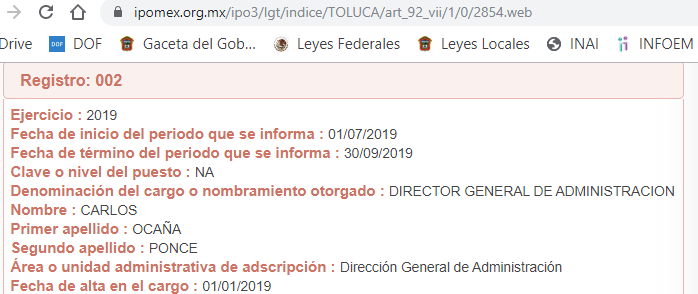 ipomex.org.mx/ipo3/lgt/indice/TOLUCA/art_92_vii/1/0/2854.web
Drive DOF DOF Gaceta del Gob... Leyes Federales Leyes Locales INAI INFOEM
Registro: 002
Ejercicio : 2019
Fecha de inicio del periodo que se informa : 01/07/2019
Fecha de término del periodo que se informa : 30/09/2019
Clave o nivel del puesto : NA
Denominación del cargo o nombramiento otorgado : DIRECTOR GENERAL DE ADMINISTRACION
Nombre : CARLOS
Primer apellido : OCAÑA
Segundo apellido : PONCE
Área o unidad administrativa de adscripción : Dirección General de Administración
Fecha de alta en el cargo : 01/01/2019